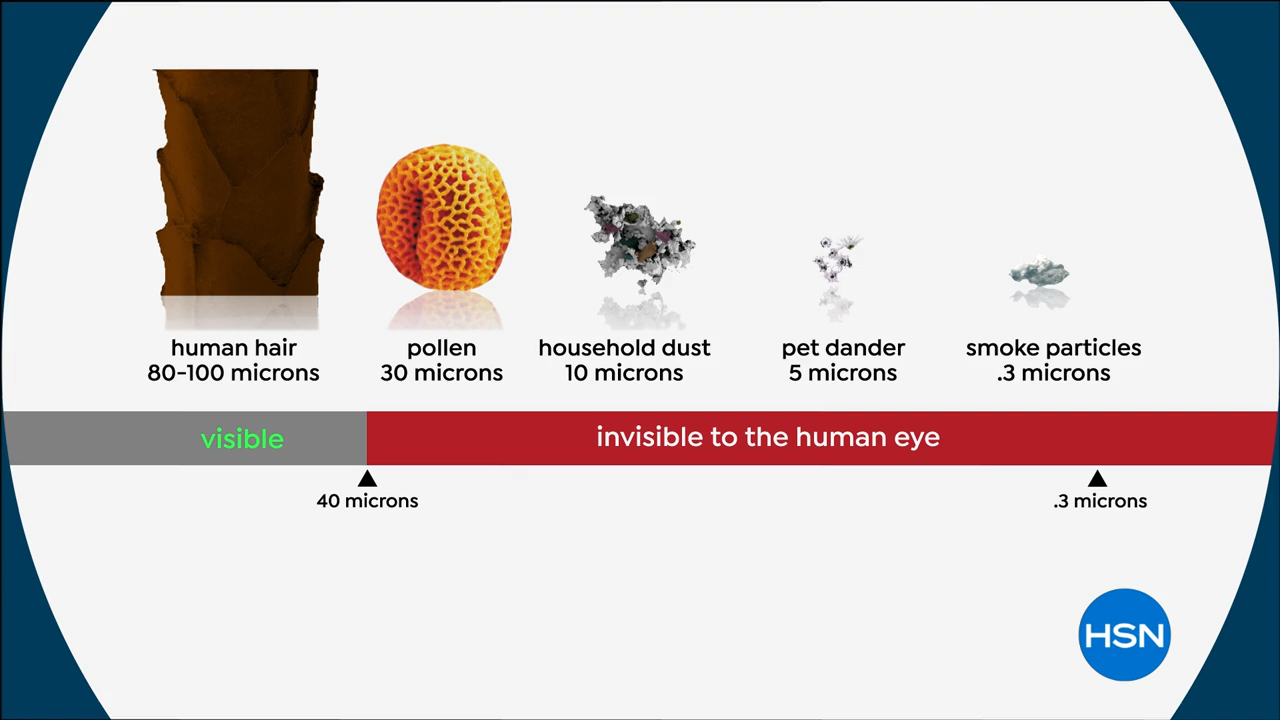 human hair
80-100 microns
pollen
30 microns
household dust
10 microns
pet dander
5 microns
smoke particles
.3 microns
visible
invisible to the human eye
40 microns
.3 microns
HSN